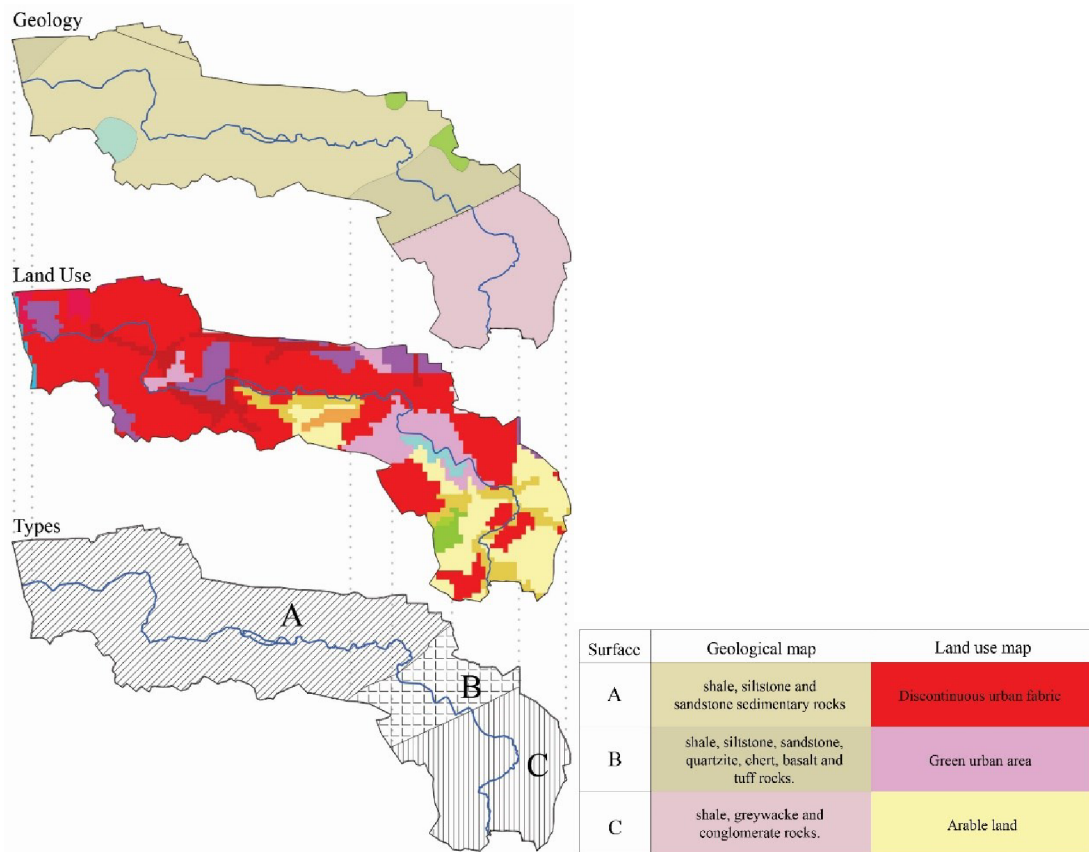 Geology
Land Use
Types
A
B
C
Surface Geological map Land use map
A shale, siltstone and
sandstone sedimentary rocks Discontinuous urban fabric
B shale, siltstone, sandstone,
quartzite, chert, basalt and
tuff rocks. Green urban area
C shale, greywacke and
conglomerate rocks. Arable land